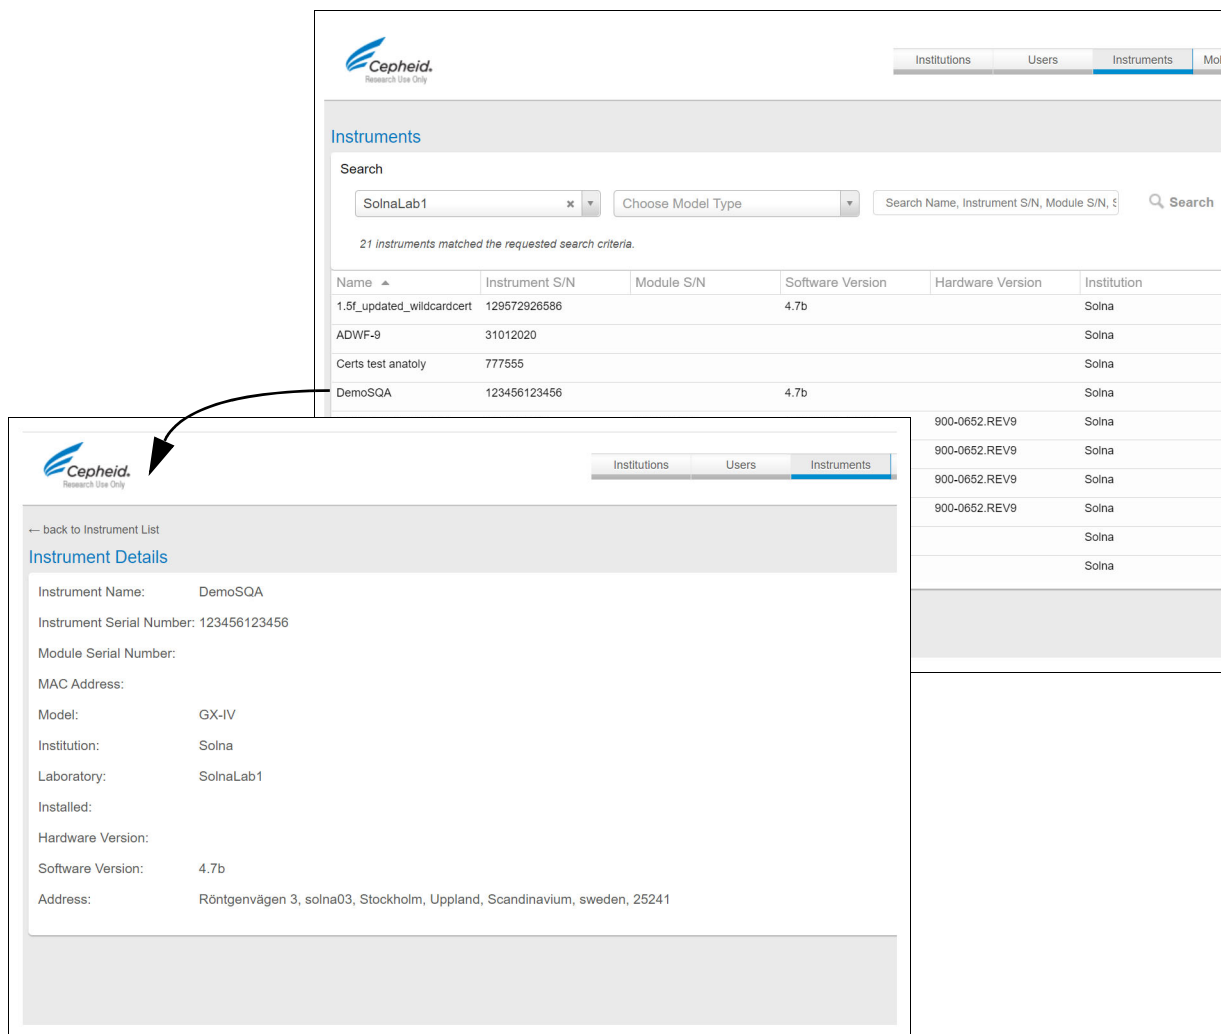 Cepheid.
Research Use Only
Institutions Users Instruments Mol
Instruments
Search
SolnaLab1 Choose Model Type Search Name, Instrument S/N, Module S/N, S Search
21 instruments matched the requested search criteria.
Name Instrument S/N Module S/N Software Version Hardware Version Institution
1.5f_updated_wildcardcert 129572926586 4.7b Solna
ADWF-9 31012020 Solna
Certs test anatoly 777555 Solna
DemoSQA 123456123456 4.7b Solna
900-0652.REV9 Solna
900-0652.REV9 Solna
900-0652.REV9 Solna
900-0652.REV9 Solna
Solna
Solna
Cepheid.
Research Use Only
Institutions Users Instruments
← back to Instrument List
Instrument Details
Instrument Name: DemoSQA
Instrument Serial Number: 123456123456
Module Serial Number:
MAC Address:
Model: GX-IV
Institution: Solna
Laboratory: SolnaLab1
Installed:
Hardware Version:
Software Version: 4.7b
Address: Röntgenvägen 3, solna03, Stockholm, Uppland, Scandinavium, sweden, 25241